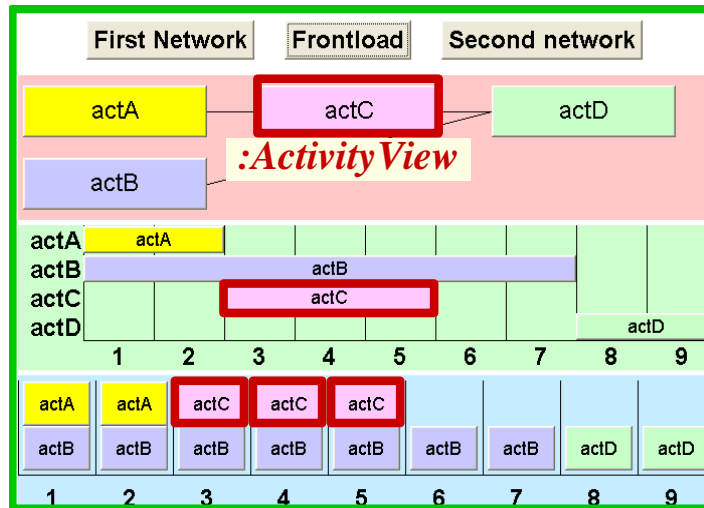 First Network Frontload Second network
actA actC actD
:ActivityView
actB
actA actA
actB actB
actC actC
actD actD
1 2 3 4 5 6 7 8 9
actA actA actC actC actC
actB actB actB actB actB actB actB actD actD
1 2 3 4 5 6 7 8 9